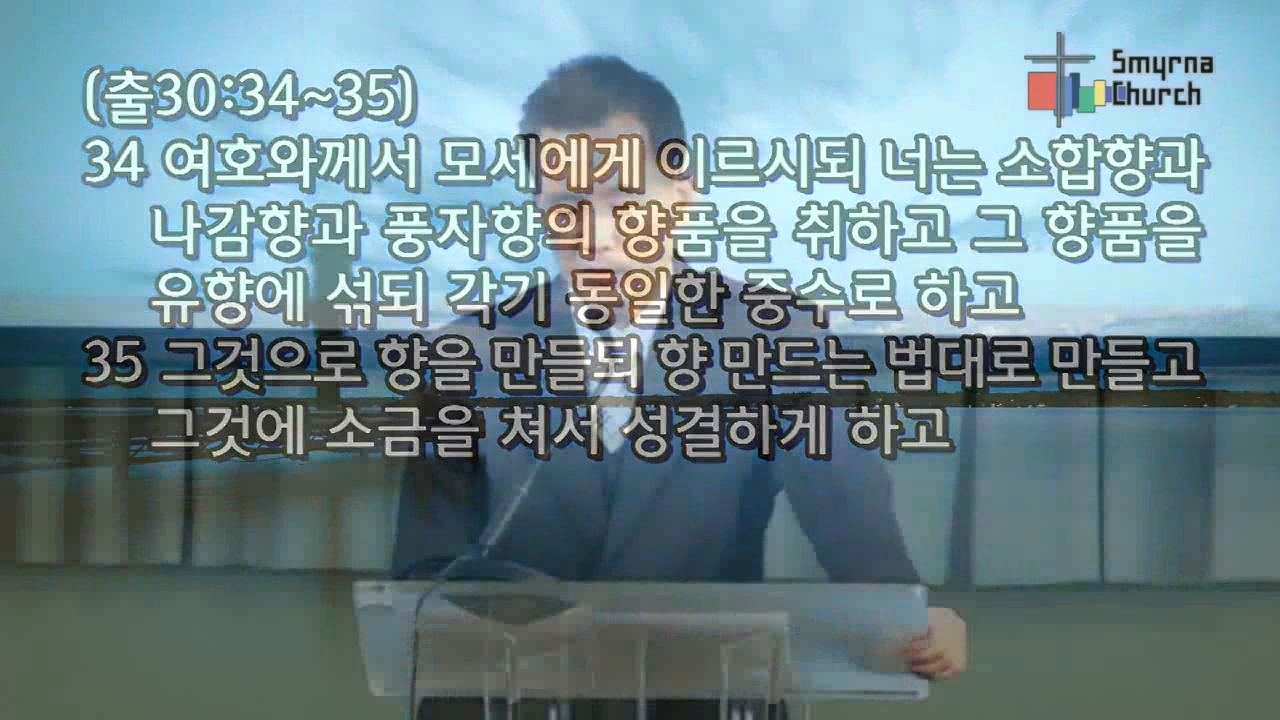 (출30:34~35)
Smyrna
Church
34 여호와께서 모세에게 이르시되 너는 소합향과
나감향과 풍자향의 향품을 취하고 그 향품을
유향에 섞되 각기 동일한 중수로 하고
35 그것으로 향을 만들되 향 만드는 법대로 만들고
그것에 소금을 쳐서 성결하게 하고